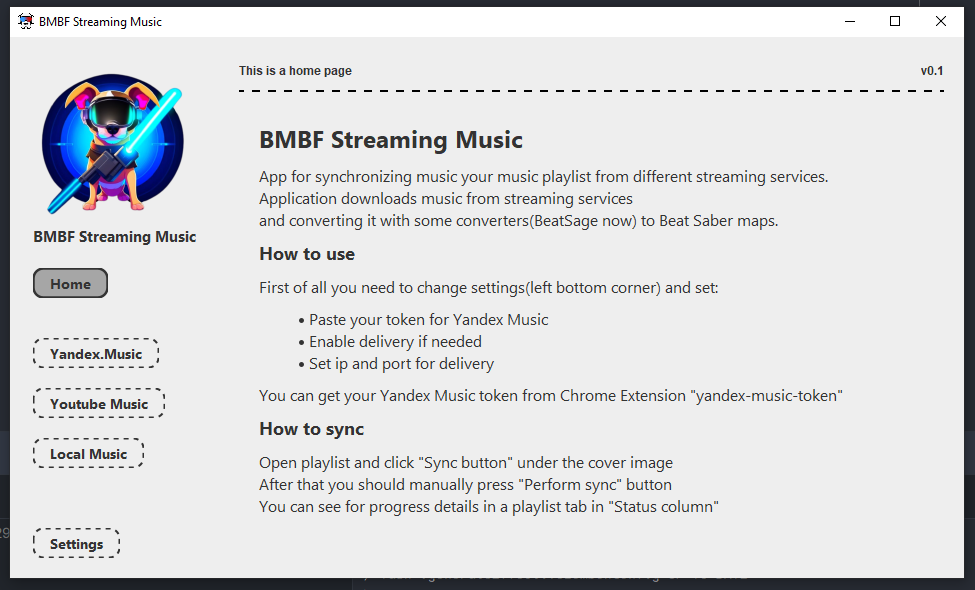 BMBF Streaming Music
This is a home page
v0.1
BMBF Streaming Music
Home
Yandex.Music
Youtube Music
Local Music
Settings
BMBF Streaming Music
App for synchronizing music your music playlist from different streaming services.
Application downloads music from streaming services
and converting it with some converters(BeatSage now) to Beat Saber maps.
How to use
First of all you need to change settings(left bottom corner) and set:
• Paste your token for Yandex Music
• Enable delivery if needed
• Set ip and port for delivery
You can get your Yandex Music token from Chrome Extension "yandex-music-token"
How to sync
Open playlist and click "Sync button" under the cover image
After that you should manually press "Perform sync" button
You can see for progress details in a playlist tab in "Status column"